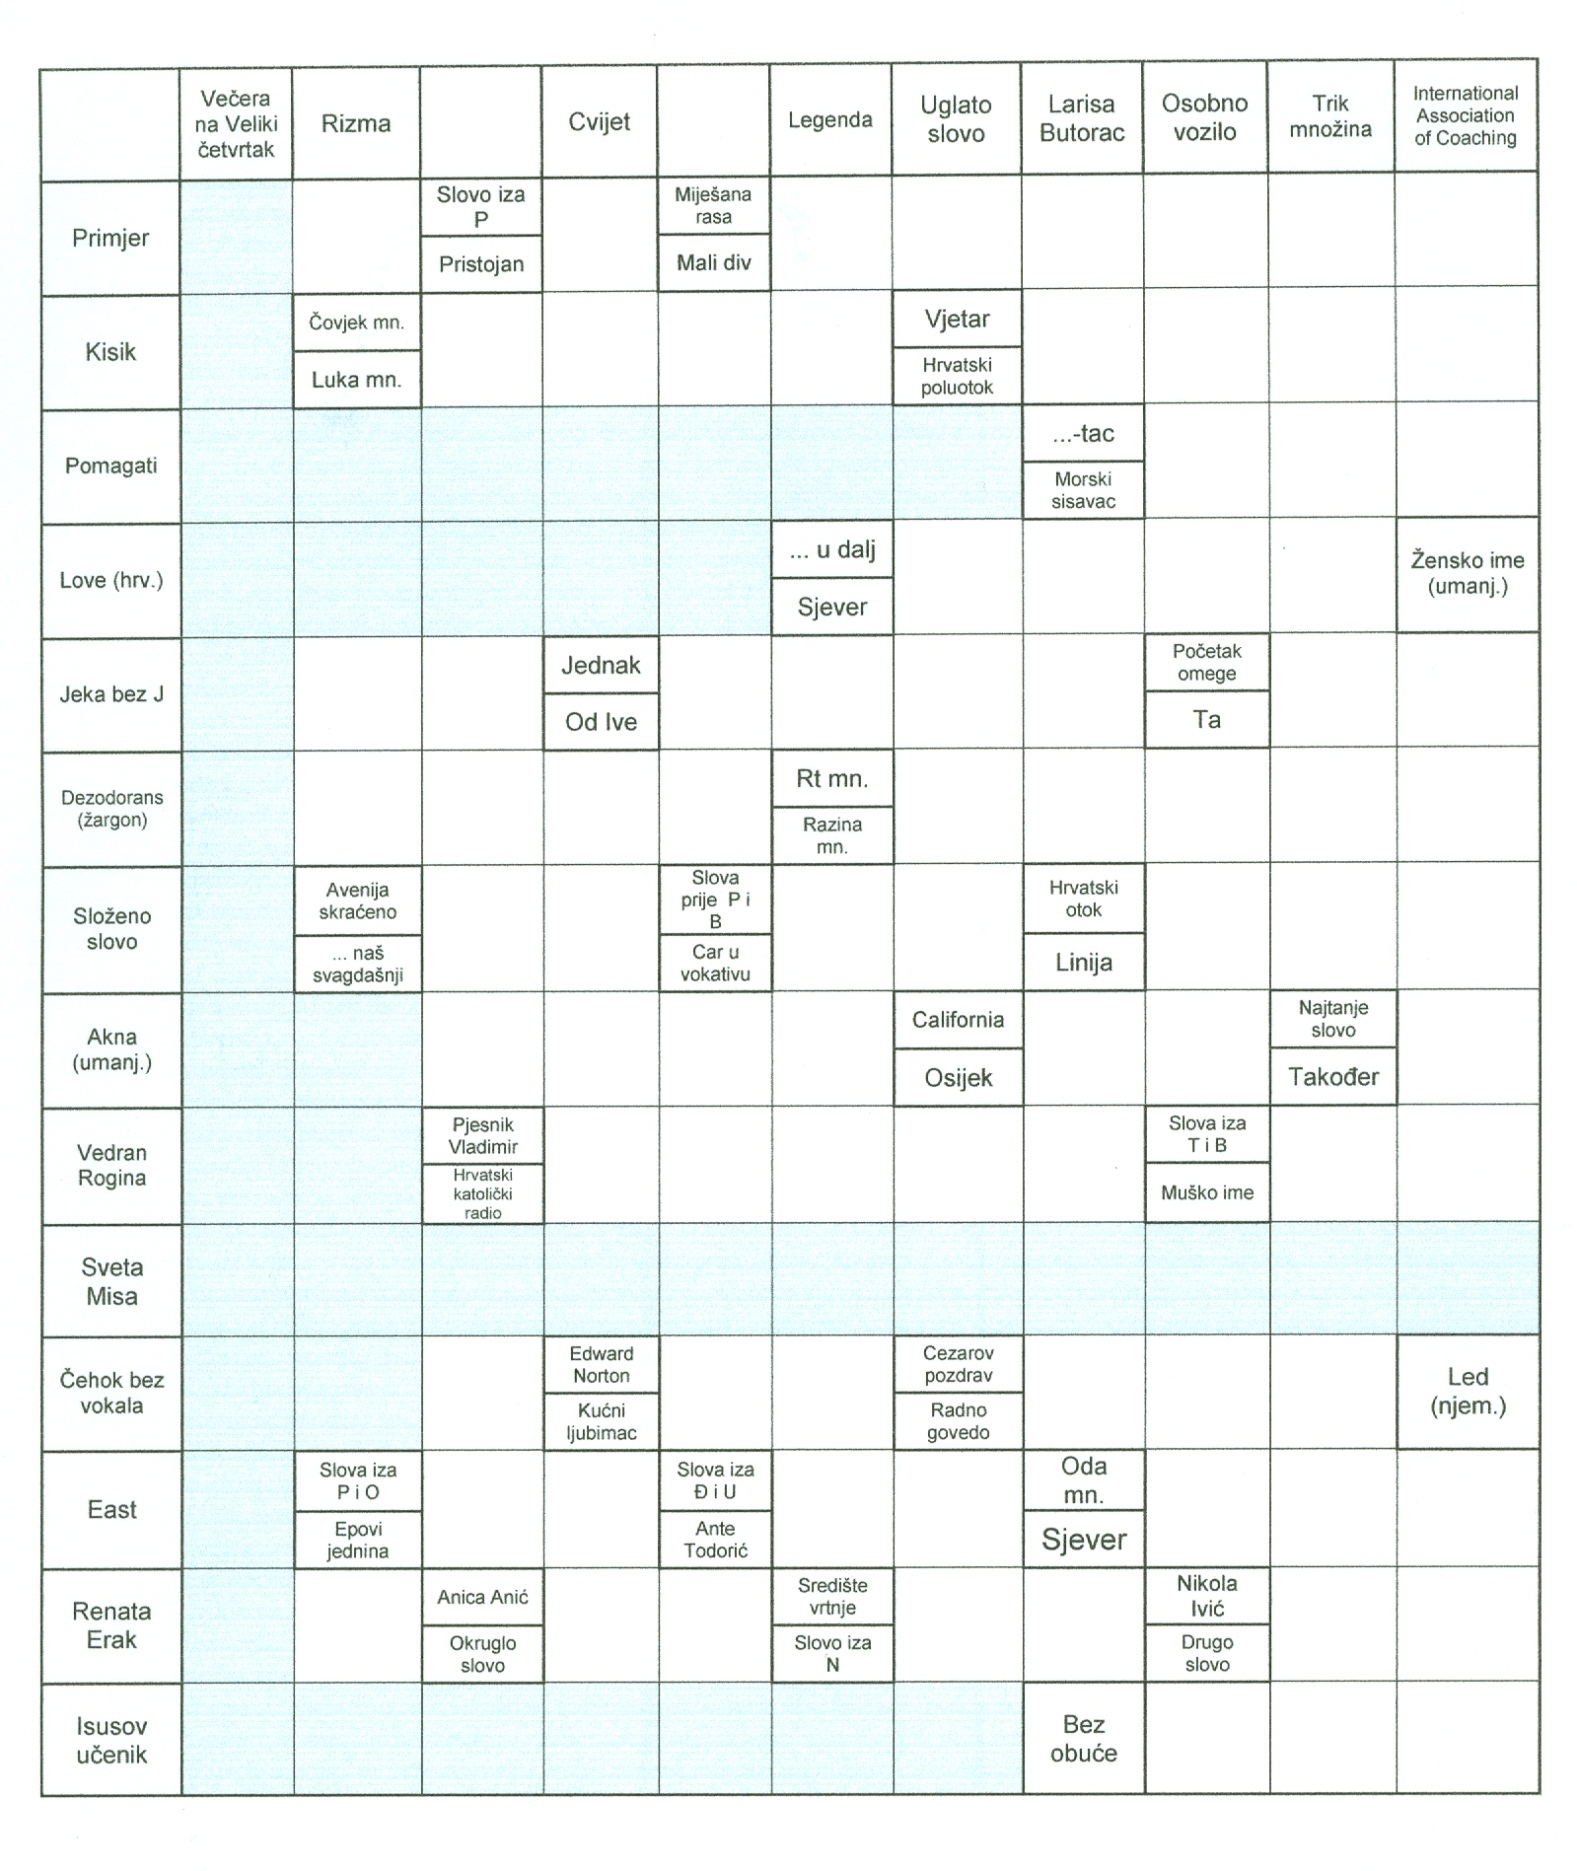 Večera
na Veliki
četvrtak
Rizma
Cvijet
Legenda
Uglato
slovo
Larisa
Butorac
Osobno
vozilo
Trik
množina
International
Association
of Coaching
Primjer
Slovo iza
P
Pristojan
Miješana
rasa
Mali div
Kisik
Čovjek mn.
Luka mn.
Vjetar
Hrvatski
poluotok
Pomagati
...-tac
Morski
sisavac
Love (hrv.)
... u dalj
Sjever
Žensko ime
(umanj.)
Jeka bez J
Jednak
Od Ive
Početak
omege
Ta
Dezodorans
(žargon)
Rt mn.
Razina
mn.
Složeno
slovo
Avenija
skraćeno
... naš
svagdašnji
Slova
prije P i
B
Car u
vokativu
Hrvatski
otok
Linija
Akna
(umanj.)
California
Osijek
Najtanje
slovo
Također
Vedran
Rogina
Pjesnik
Vladimir
Hrvatski
katolički
radio
Slova iza
T i B
Muško ime
Sveta
Misa
Čehok bez
vokala
Edward
Norton
Kućni
ljubimac
Cezarov
pozdrav
Radno
govedo
Led
(njem.)
East
Slova iza
P i O
Epovi
jednina
Slova iza
Đ i U
Ante
Todorić
Oda
mn.
Sjever
Renata
Erak
Anica Anić
Okruglo
slovo
Središte
vrtnje
Slovo iza
N
Nikola
Ivić
Drugo
slovo
Isusov
učenik
Bez
obuće